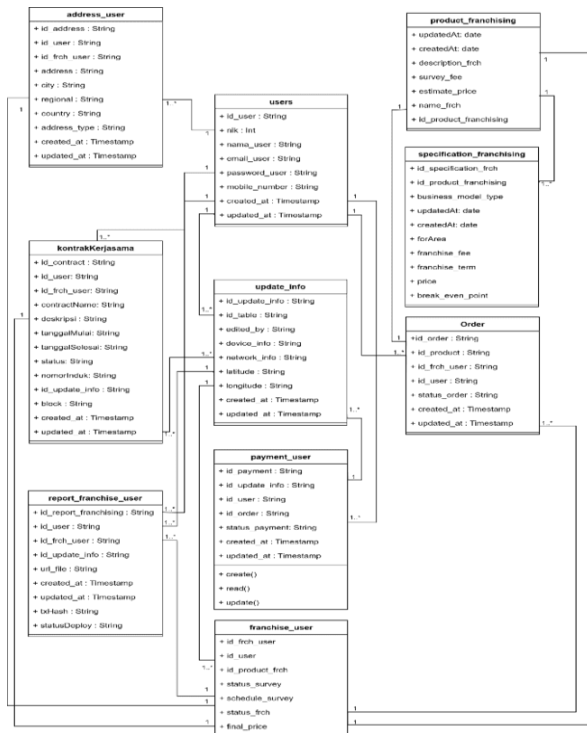 address_user
+ id_address : String
+ id_user : String
+ id_frch_user : String
+ address : String
+ city : String
+ regional : String
+ country : String
+ address_type : String
+ created_at : Timestamp
+ updated_at : Timestamp
users
+ id_user : String
+ nik : Int
+ nama_user : String
+ email_user : String
+ password_user : String
+ mobile_number : String
+ created_at : Timestamp
+ updated_at : Timestamp
product_franchising
+ updatedAt: date
+ createdAt: date
+ description_frch
+ survey_fee
+ estimate_price
+ name_frch
+ id_product_franchising
specification_franchising
+ id_specification_frch
+ id_product_franchising
+ business_model_type
+ updatedAt: date
+ createdAt: date
+ forArea
+ franchise_fee
+ franchise_term
+ price
+ break_even_point
kontrakKerjasama
+ id_contract : String
+ id_user: String
+ id_frch_user : String
+ contractName : String
+ deskripsi : String
+ tanggalMulai : String
+ tanggalSelesai : String
+ status: String
+ nomorInduk : String
+ id_update_info : String
+ block : String
+ created_at : Timestamp
+ updated_at : Timestamp
update_info
+ id_update_info : String
+ id_table : String
+ edited_by : String
+ device_info : String
+ network_info : String
+ latitude : String
+ longitude : String
+ created_at : Timestamp
+ updated_at : Timestamp
Order
+id_order : String
+ id_product : String
+ id_frch_user : String
+ id_user : String
+ status_order : String
+ created_at : Timestamp
+ updated_at : Timestamp
report_franchise_user
+ id_report_franchising : String
+ id_user : String
+ id_frch_user : String
+ id_update_info : String
+ url_file : String
+ created_at : Timestamp
+ updated_at : Timestamp
+ txHash : String
+ statusDeploy : String
payment_user
+ id_payment : String
+ id_update_info : String
+ id_user : String
+ id_order : String
+ status_payment: String
+ created_at : Timestamp
+ updated_at : Timestamp
+ create()
+ read()
+ update()
franchise_user
+ id_frch_user
+ id_user
+ id_product_frch
+ status_survey
+ schedule_survey
+ status_frch
+ final_price